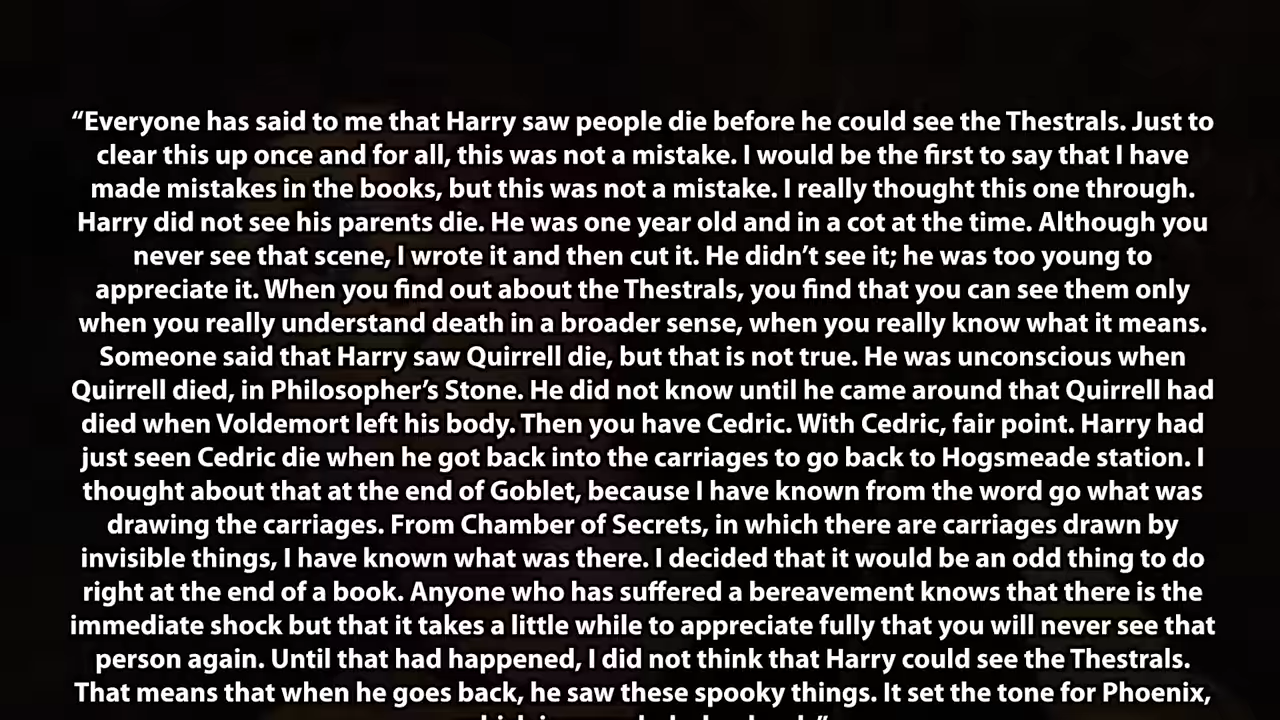 “Everyone has said to me that Harry saw people die before he could see the Thestrals. Just to
clear this up once and for all, this was not a mistake. I would be the first to say that I have
made mistakes in the books, but this was not a mistake. I really thought this one through.
Harry did not see his parents die. He was one year old and in a cot at the time. Although you
never see that scene, I wrote it and then cut it. He didn’t see it; he was too young to
appreciate it. When you find out about the Thestrals, you find that you can see them only
when you really understand death in a broader sense, when you really know what it means.
Someone said that Harry saw Quirrell die, but that is not true. He was unconscious when
Quirrell died, in Philosopher’s Stone. He did not know until he came around that Quirrell had
died when Voldemort left his body. Then you have Cedric. With Cedric, fair point. Harry had
just seen Cedric die when he got back into the carriages to go back to Hogsmeade station. I
thought about that at the end of Goblet, because I have known from the word go what was
drawing the carriages. From Chamber of Secrets, in which there are carriages drawn by
invisible things, I have known what was there. I decided that it would be an odd thing to do
right at the end of a book. Anyone who has suffered a bereavement knows that there is the
immediate shock but that it takes a little while to appreciate fully that you will never see that
person again. Until that had happened, I did not think that Harry could see the Thestrals.
That means that when he goes back, he saw these spooky things. It set the tone for Phoenix,